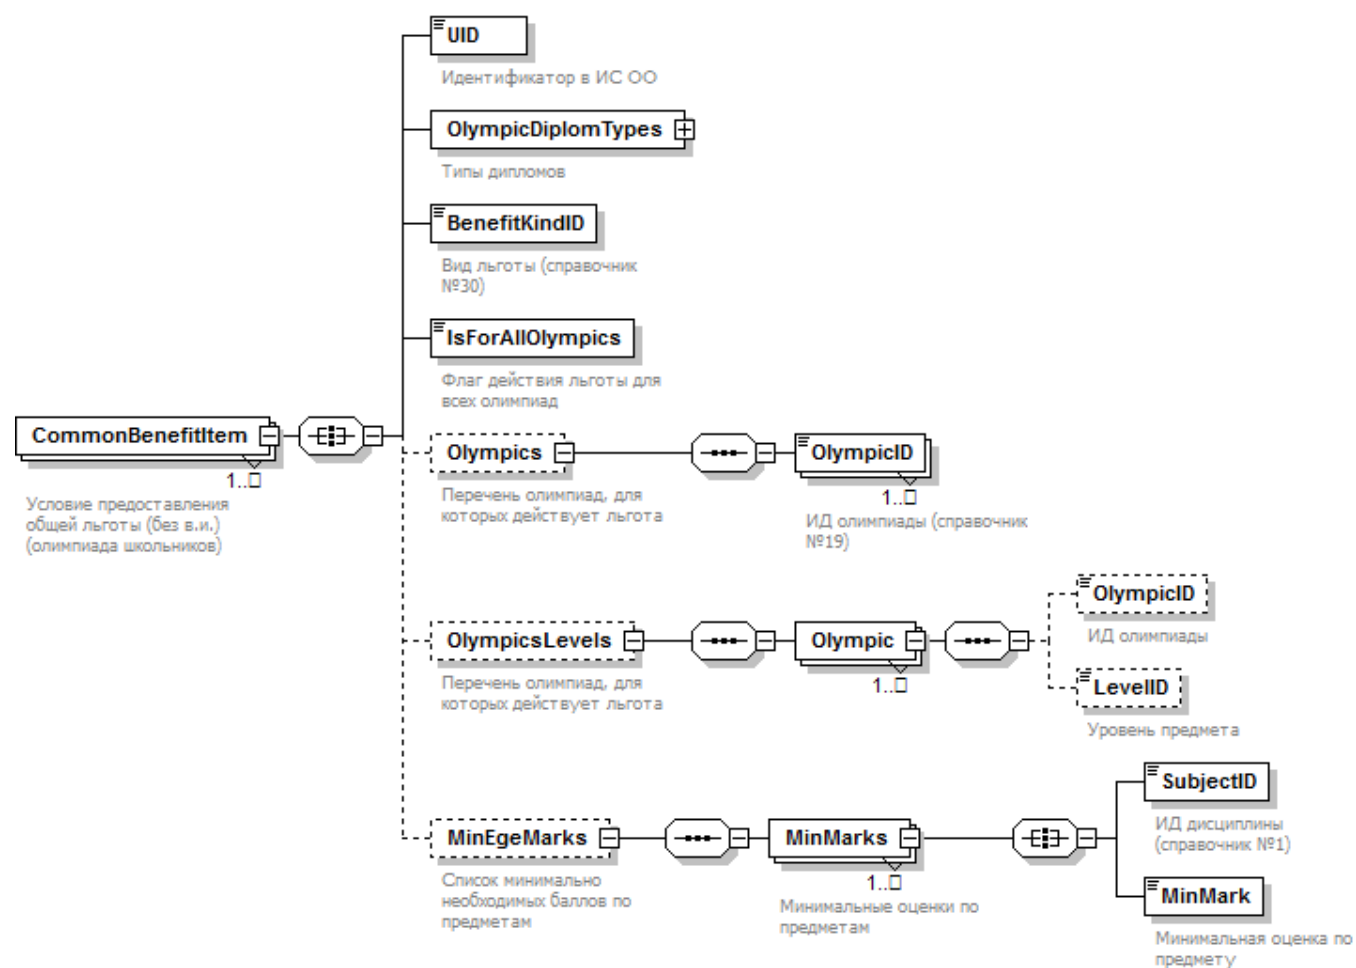 UID
Идентификатор в ИС ОО
OlympicDiplomTypes
Типы дипломов
BenefitKindID
Вид льготы (справочник
№30)
IsForAllOlympics
Флаг действия льготы для
всех олимпиад
CommonBenefitItem
1..□
Условие предоставления
общей льготы (без в.и.)
(олимпиада школьников)
Olympics
Перечень олимпиад, для
которых действует льгота
OlympicID
1..□
ИД олимпиады (справочник
№19)
OlympicsLevels
Перечень олимпиад, для
которых действует льгота
Olympic
1..□
OlympicID
ИД олимпиады
LevelID
Уровень предмета
MinEgeMarks
Список минимально
необходимых баллов по
предметам
MinMarks
1..□
Минимальные оценки по
предметам
SubjectID
ИД дисциплины
(справочник №1)
MinMark
Минимальная оценка по
предмету